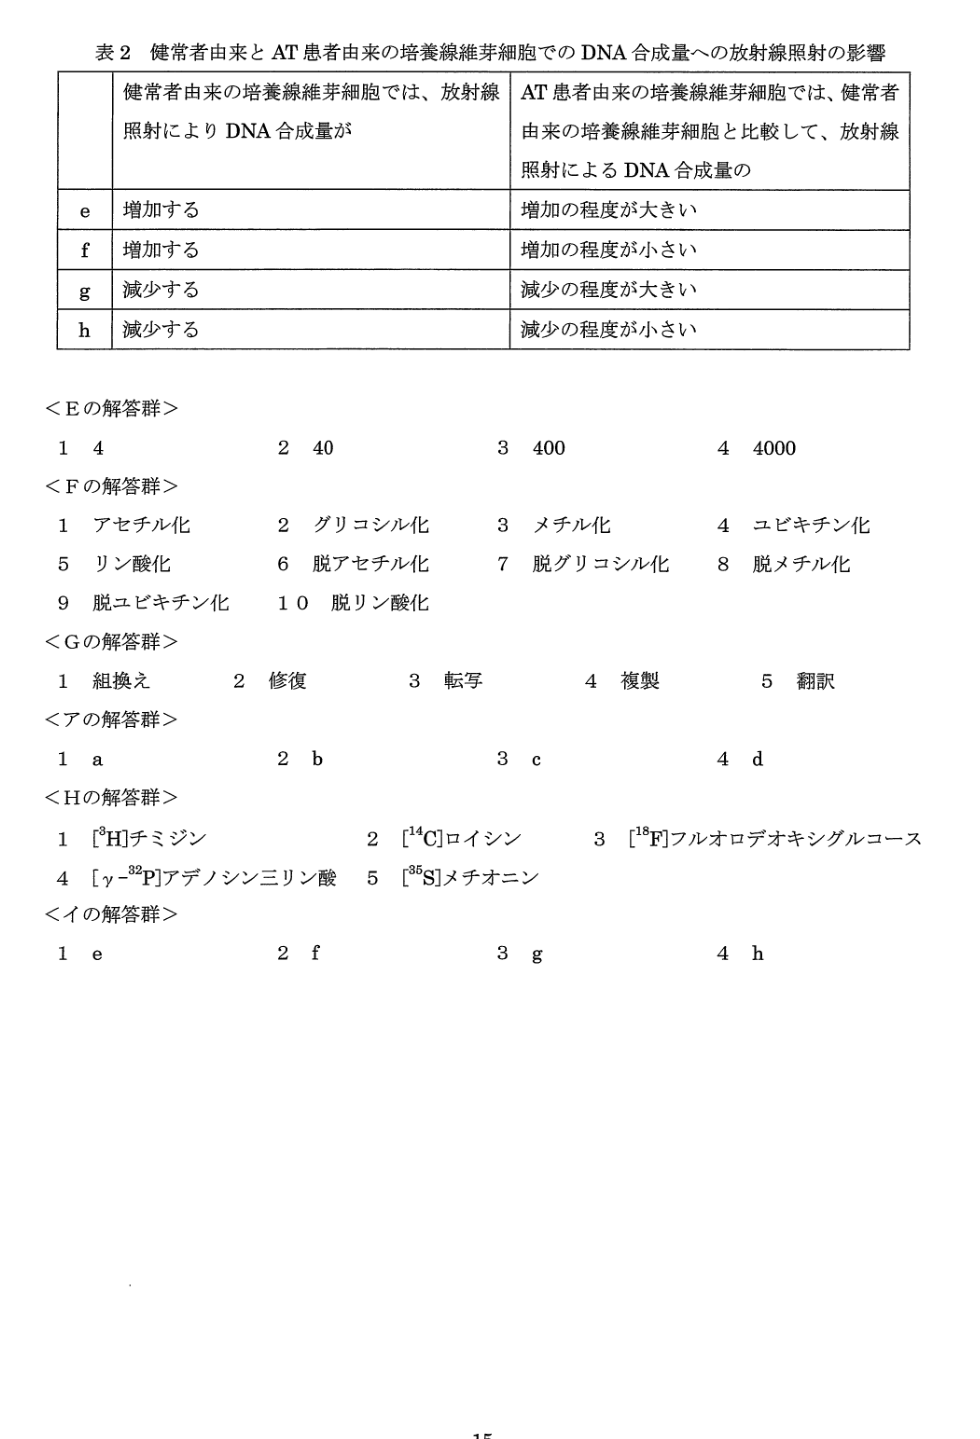 表２ 健常者由来と AT 患者由来の培養線維芽細胞での DNA 合成量への放射線照射の影響
健常者由来の培養線維芽細胞では、放射線
照射により DNA 合成量が
AT 患者由来の培養線維芽細胞では、健常者
由来の培養線維芽細胞と比較して、放射線
照射による DNA 合成量の
e 増加する 増加の程度が大きい
f 増加する 増加の程度が小さい
g 減少する 減少の程度が大きい
h 減少する 減少の程度が小さい
＜Ｅの解答群＞
１ 4 ２ 40 ３ 400 ４ 4000
＜Ｆの解答群＞
１ アセチル化 ２ グリコシル化 ３ メチル化 ４ ユビキチン化
５ リン酸化 ６ 脱アセチル化 ７ 脱グリコシル化 ８ 脱メチル化
９ 脱ユビキチン化 １０ 脱リン酸化
＜Ｇの解答群＞
１ 組換え ２ 修復 ３ 転写 ４ 複製 ５ 翻訳
＜アの解答群＞
１ a ２ b ３ c ４ d
＜Ｈの解答群＞
１ [³H]チミジン ２ [¹⁴C]ロイシン ３ [¹⁸F]フルオロデオキシグルコース
４ [γ−³²P]アデノシン三リン酸 ５ [³⁵S]メチオニン
＜イの解答群＞
１ e ２ f ３ g ４ h
15